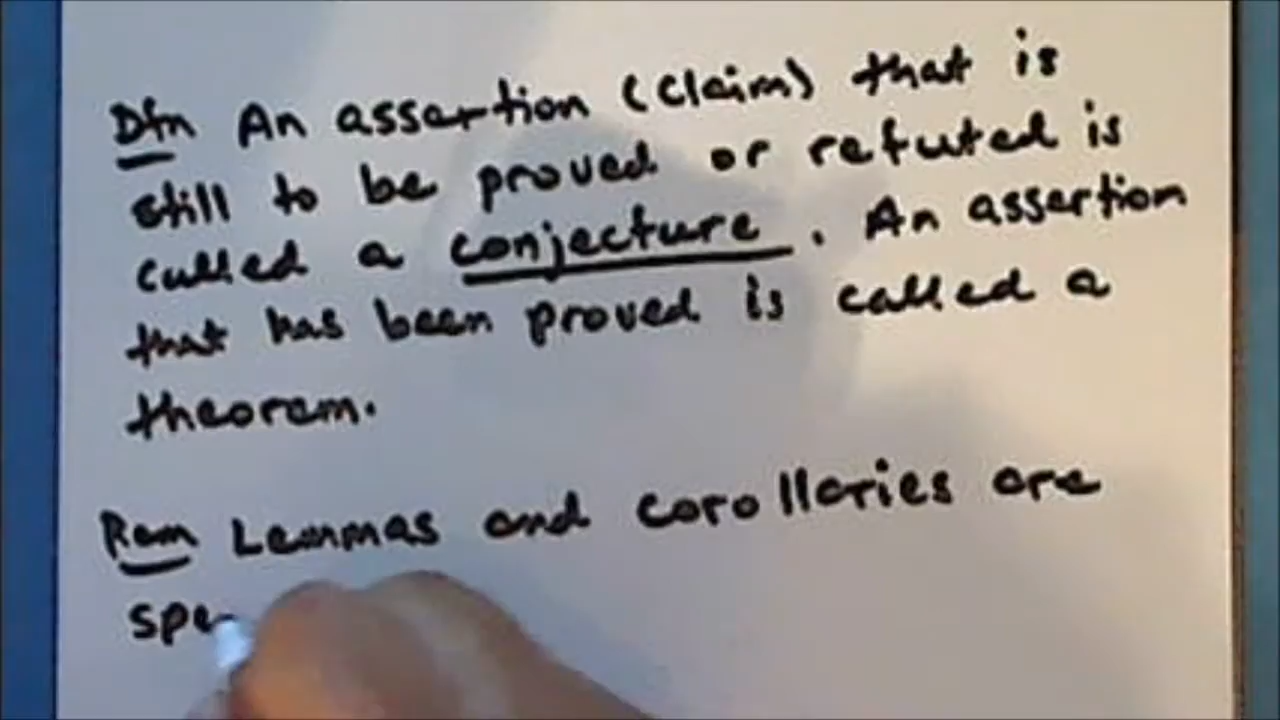 Dfn An assertion (claim) that is
still to be proved or refuted is
called a conjecture. An assertion
that has been proved is called a
theorem.
Rem Lemmas and corollaries are
spe